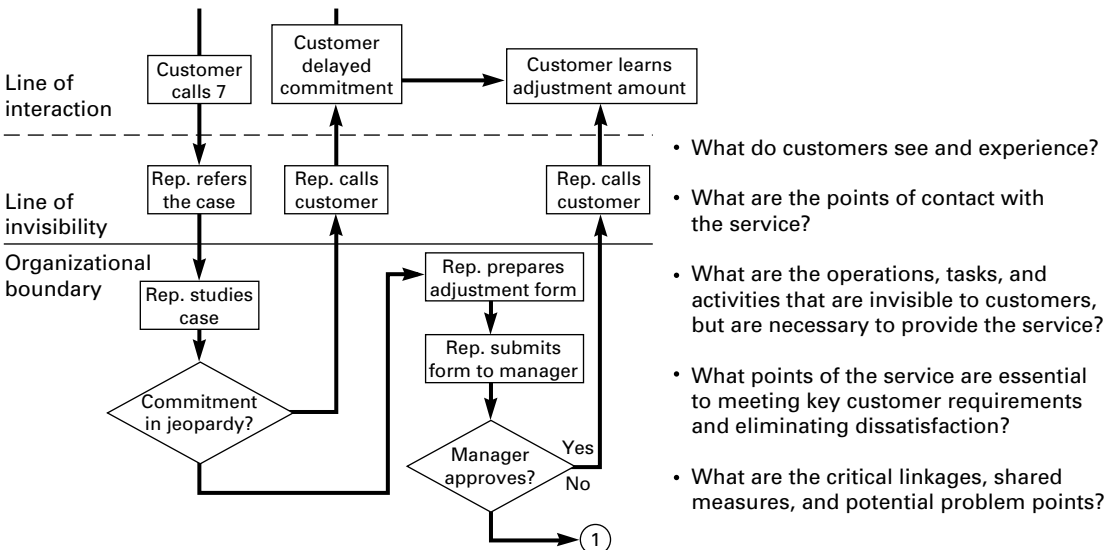 Line of
interaction
Customer
calls 7
Customer
delayed
commitment
Customer learns
adjustment amount
Line of
invisibility
Rep. refers
the case
Rep. calls
customer
Rep. calls
customer
Organizational
boundary
Rep. studies
case
Rep. prepares
adjustment form
Rep. submits
form to manager
Commitment
in jeopardy?
Manager
approves?
Yes
No
1
• What do customers see and experience?
• What are the points of contact with
the service?
• What are the operations, tasks, and
activities that are invisible to customers,
but are necessary to provide the service?
• What points of the service are essential
to meeting key customer requirements
and eliminating dissatisfaction?
• What are the critical linkages, shared
measures, and potential problem points?